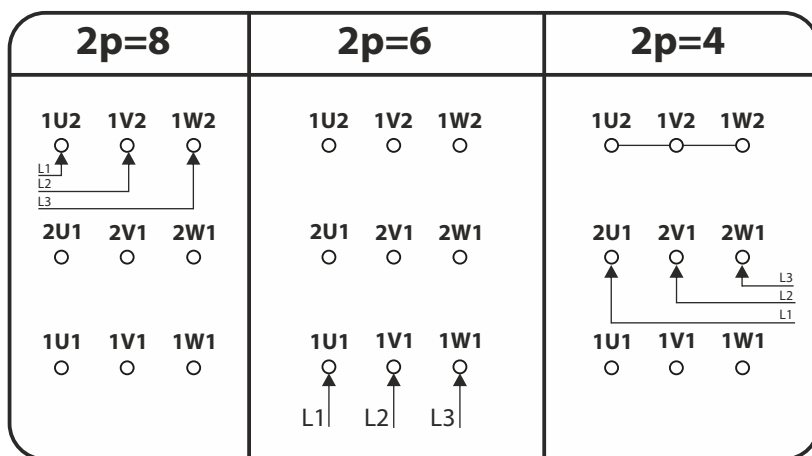 2p=8
1U2 1V2 1W2
L1
L2
L3
2U1 2V1 2W1
1U1 1V1 1W1
2p=6
1U2 1V2 1W2
2U1 2V1 2W1
1U1 1V1 1W1
L1 L2 L3
2p=4
1U2 1V2 1W2
2U1 2V1 2W1
L3
L2
L1
1U1 1V1 1W1